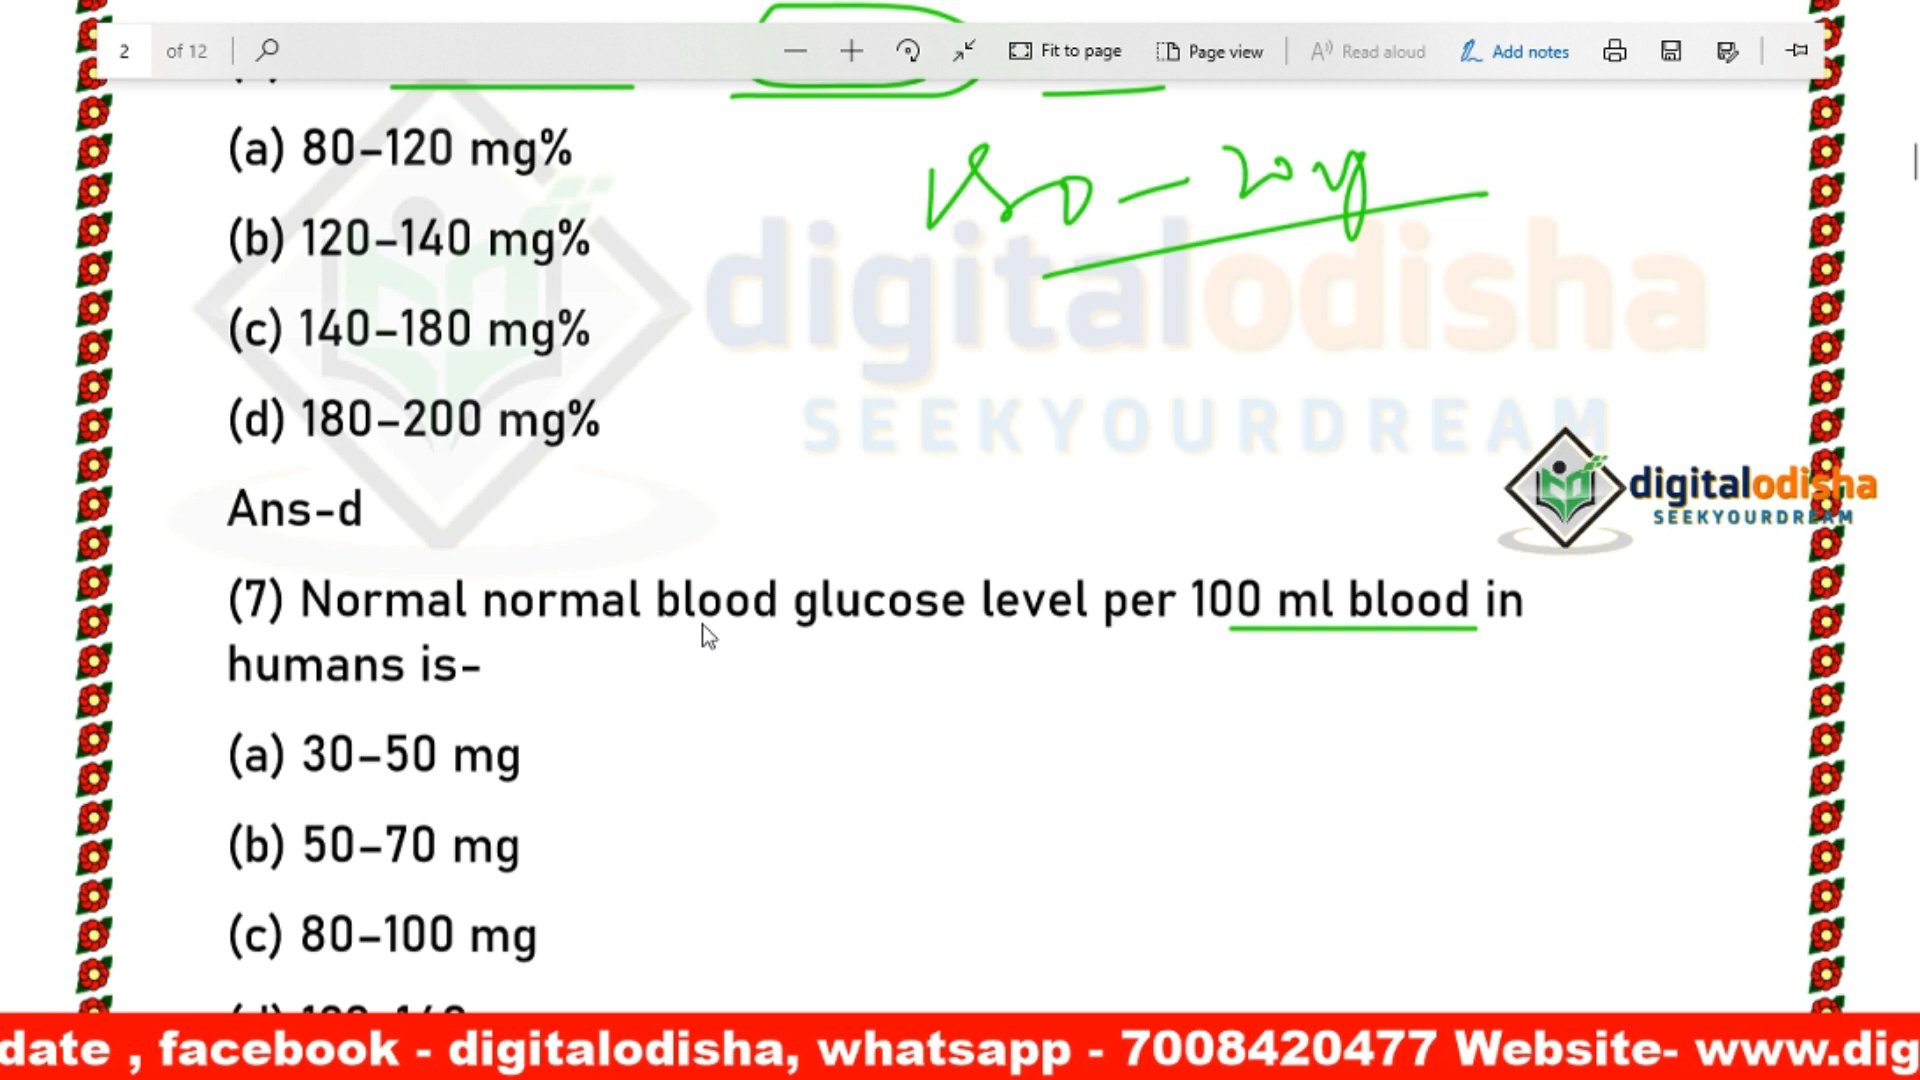 2 of 12 Fit to page Page view Read aloud Add notes
(a) 80-120 mg%
(b) 120-140 mg%
(c) 140-180 mg%
(d) 180-200 mg%
digitalodisha
SEEKYOURDREAM
digitalodisha
SEEKYOURDREAM
Ans-d
(7) Normal normal blood glucose level per 100 ml blood in
humans is-
(a) 30-50 mg
(b) 50-70 mg
(c) 80-100 mg
date , facebook - digitalodisha, whatsapp - 7008420477 Website- www.dig